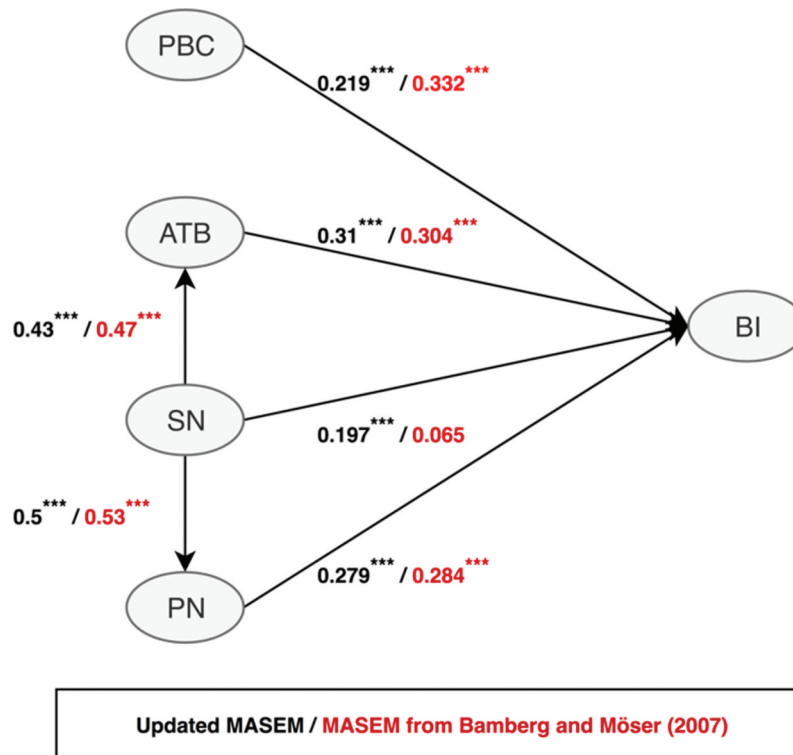 PBC
0.219*** / 0.332***
ATB
0.31*** / 0.304***
BI
0.43*** / 0.47***
SN
0.197*** / 0.065
0.5*** / 0.53***
PN
0.279*** / 0.284***
Updated MASEM / MASEM from Bamberg and Möser (2007)